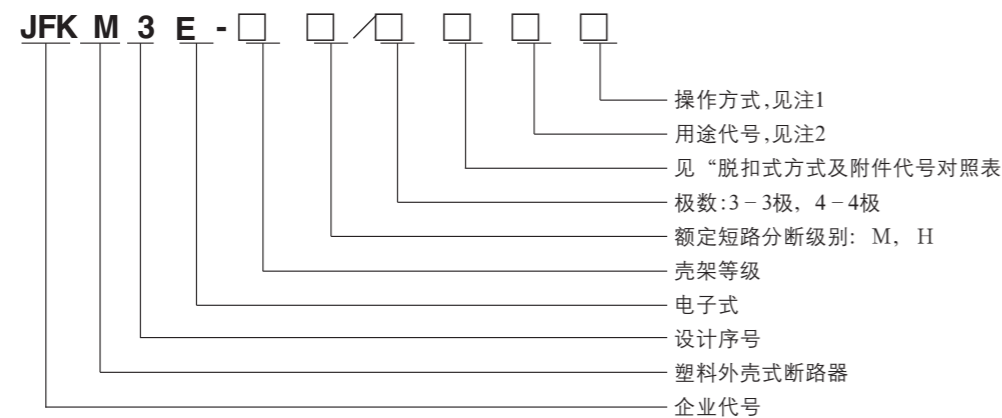 JFK M 3 E - □ □ / □ □ □ □
操作方式,见注1
用途代号,见注2
见“脱扣式方式及附件代号对照表
极数:3－3极，4－4极
额定短路分断级别: M, H
壳架等级
电子式
设计序号
塑料外壳式断路器
企业代号